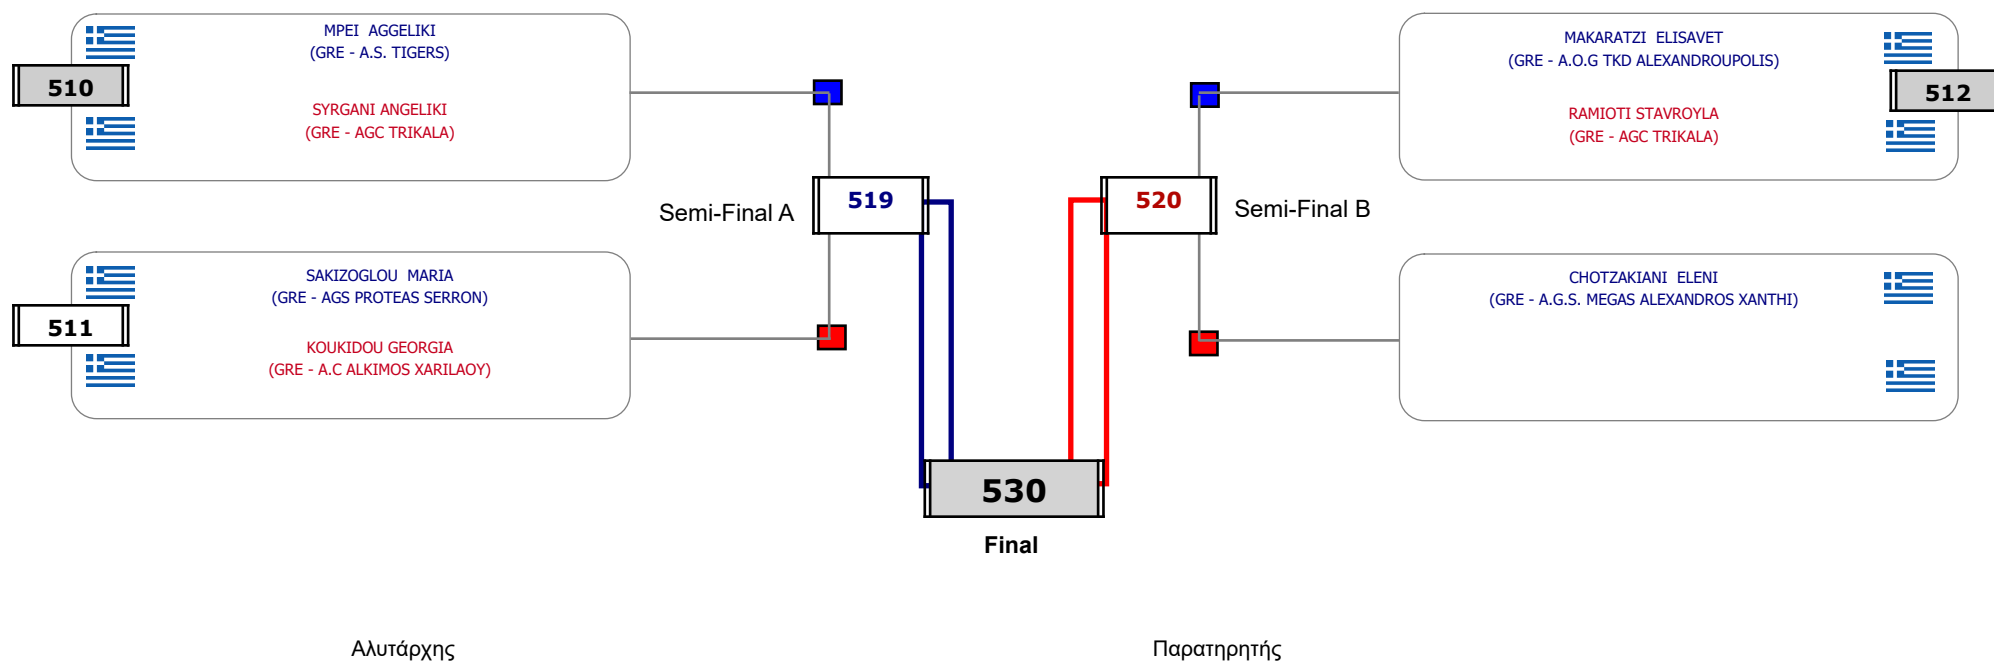 MPEI AGGELIKI
(GRE - A.S. TIGERS)
510
SYRGANI ANGELIKI
(GRE - AGC TRIKALA)
SAKIZOGLOU MARIA
(GRE - AGS PROTEAS SERRON)
511
KOUKIDOU GEORGIA
(GRE - A.C ALKIMOS XARILAOY)
Semi-Final A
519
520
Semi-Final B
MAKARATZI ELISAVET
(GRE - A.O.G TKD ALEXANDROUPOLIS)
512
RAMIOTI STAVROYLA
(GRE - AGC TRIKALA)
CHOTZAKIANI ELENI
(GRE - A.G.S. MEGAS ALEXANDROS XANTHI)
530
Final
Αλυτάρχης
Παρατηρητής